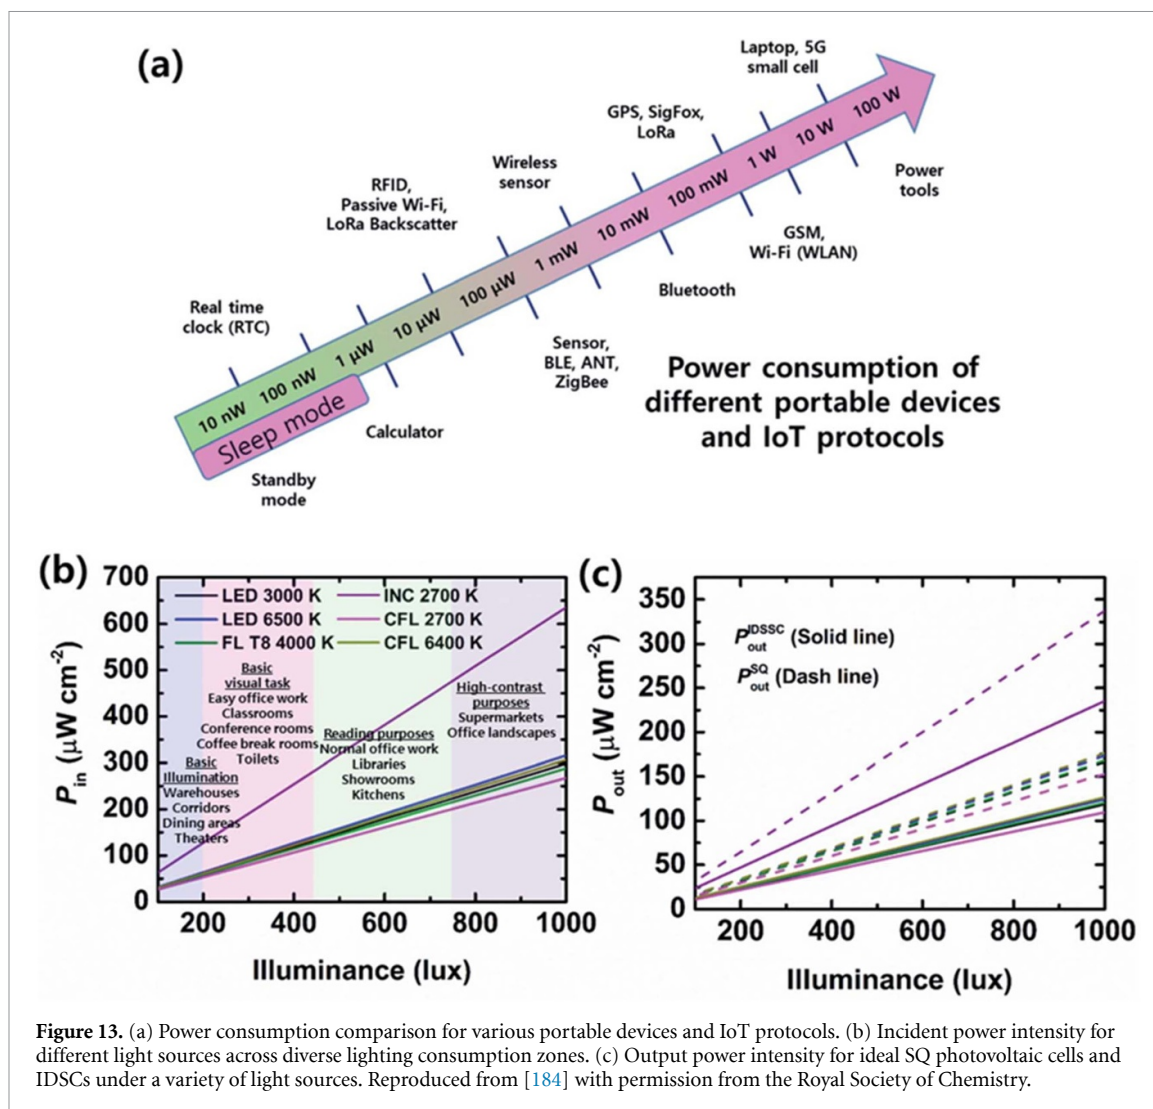 (a)
Laptop, 5G
small cell
GPS, SigFox,
LoRa
Wireless
sensor
RFID,
Passive Wi-Fi,
LoRa Backscatter
Real time
clock (RTC)
10 nW 100 nW 1 μW 10 μW 100 μW 1 mW 10 mW 100 mW 1 W 10 W 100 W
Sleep mode
Standby
mode
Calculator
Sensor,
BLE, ANT,
ZigBee
Bluetooth
GSM,
Wi-Fi (WLAN)
Power
tools
Power consumption of
different portable devices
and IoT protocols
(b)
700
600
500
400
300
200
100
0
P in (μW cm-2)
LED 3000 K INC 2700 K
LED 6500 K CFL 2700 K
FL T8 4000 K CFL 6400 K
Basic
visual task
Easy office work
Classrooms
Conference rooms
Coffee break rooms
Toilets
Basic
Illumination
Warehouses
Corridors
Dining areas
Theaters
Reading purposes
Normal office work
Libraries
Showrooms
Kitchens
High-contrast
purposes
Supermarkets
Office landscapes
200 400 600 800 1000
Illuminance (lux)
(c)
350
300
250
200
150
100
50
0
P out (μW cm-2)
P IDSSC out (Solid line)
P SQ out (Dash line)
200 400 600 800 1000
Illuminance (lux)
Figure 13. (a) Power consumption comparison for various portable devices and IoT protocols. (b) Incident power intensity for
different light sources across diverse lighting consumption zones. (c) Output power intensity for ideal SQ photovoltaic cells and
IDSCs under a variety of light sources. Reproduced from [184] with permission from the Royal Society of Chemistry.